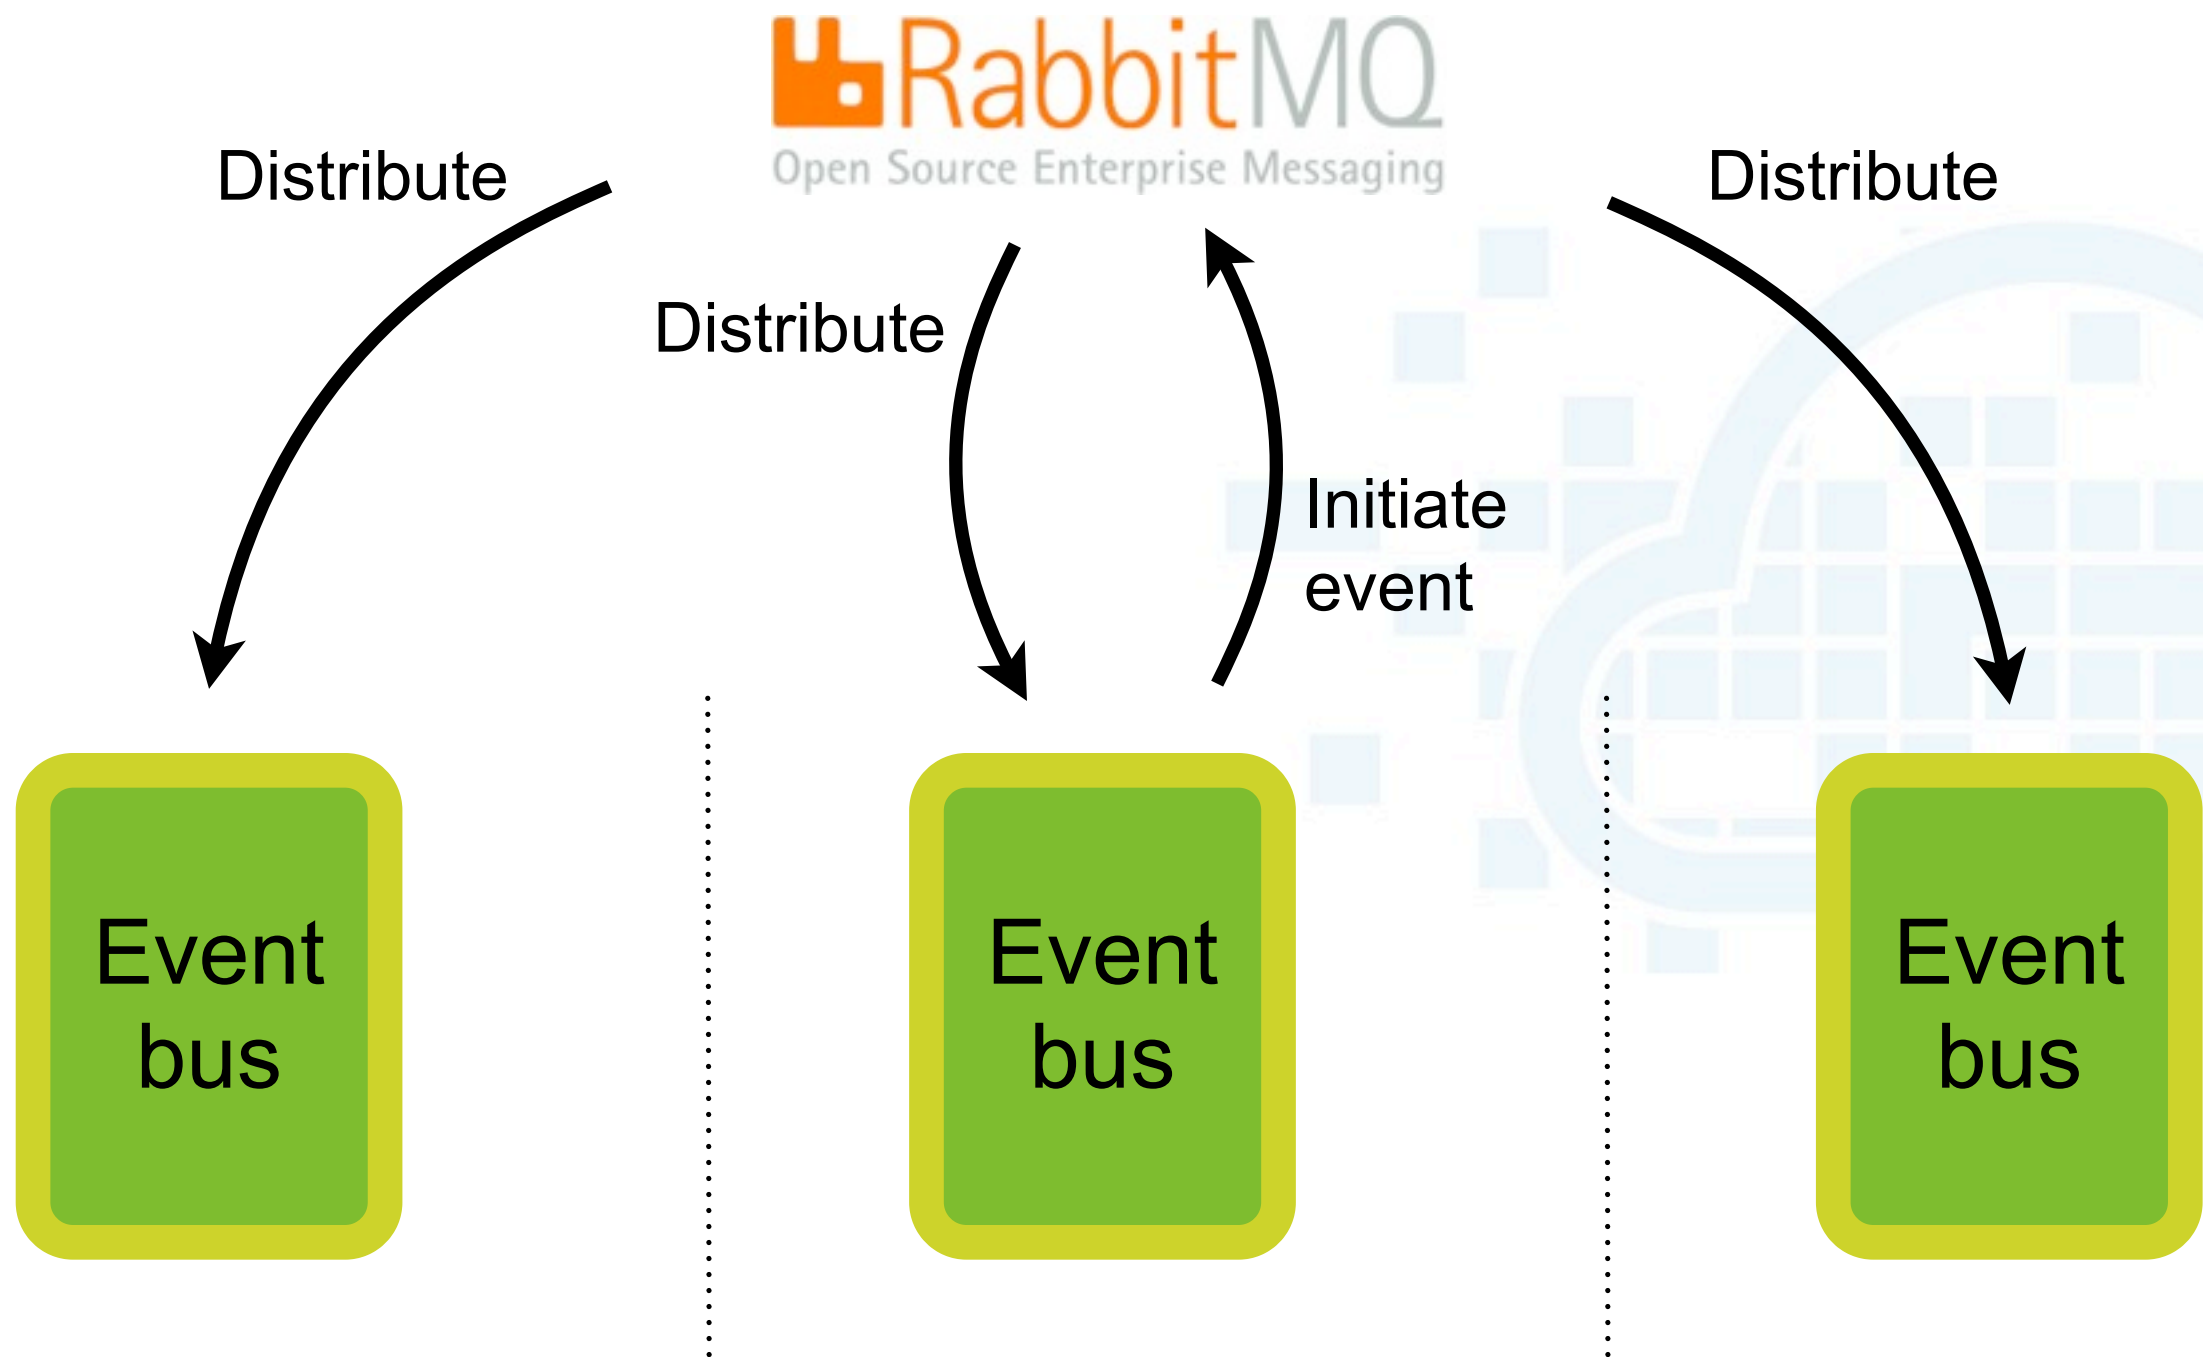 RabbitMQ
Open Source Enterprise Messaging
Distribute
Distribute
Distribute
Initiate
event
Event
bus
Event
bus
Event
bus